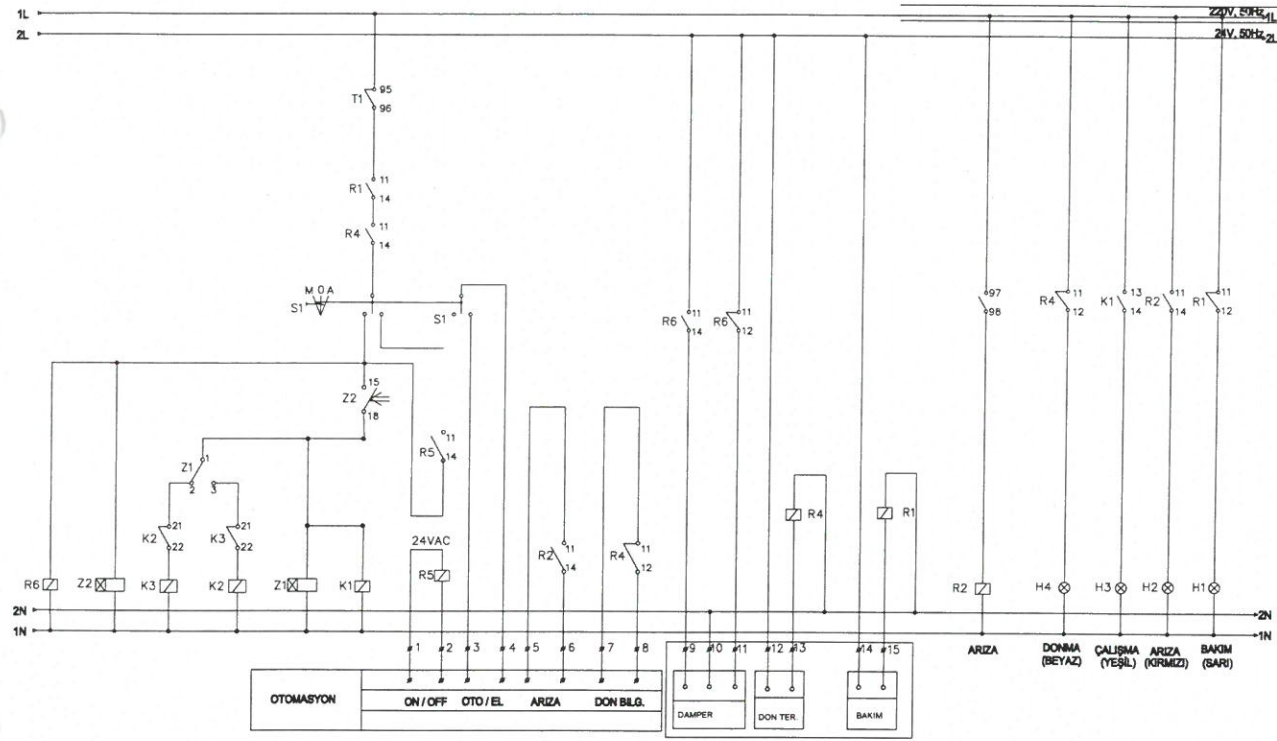 1L 220V, 50Hz 1L
2L 24V, 50Hz 2L
T1 95
96
R1 11
14
R4 11
14
M 0 A
S1 S1
R6 11
14
R6 11
12
97
98
R4 11
12
K1 13
14
R2 11
14
R1 11
12
Z2 15
18
R5 11
14
Z1 1
2 3
K2 21
22
K3 21
22
24VAC
R2 11
14
R4 11
12
R4
R1
R6 Z2 K3 K2 Z1 K1 R5 R2 H4 H3 H2 H1
2N 2N
1N 1N
1 2 3 4 5 6 7 8 9 10 11 12 13 14 15
ARIZA
DONMA
(BEYAZ)
ÇALIŞMA
(YEŞİL)
ARIZA
(KIRMIZI)
BAKIM
(SARI)
OTOMASYON
ON / OFF OTO / EL ARIZA DON BİLG.
DAMPER DON TER. BAKIM